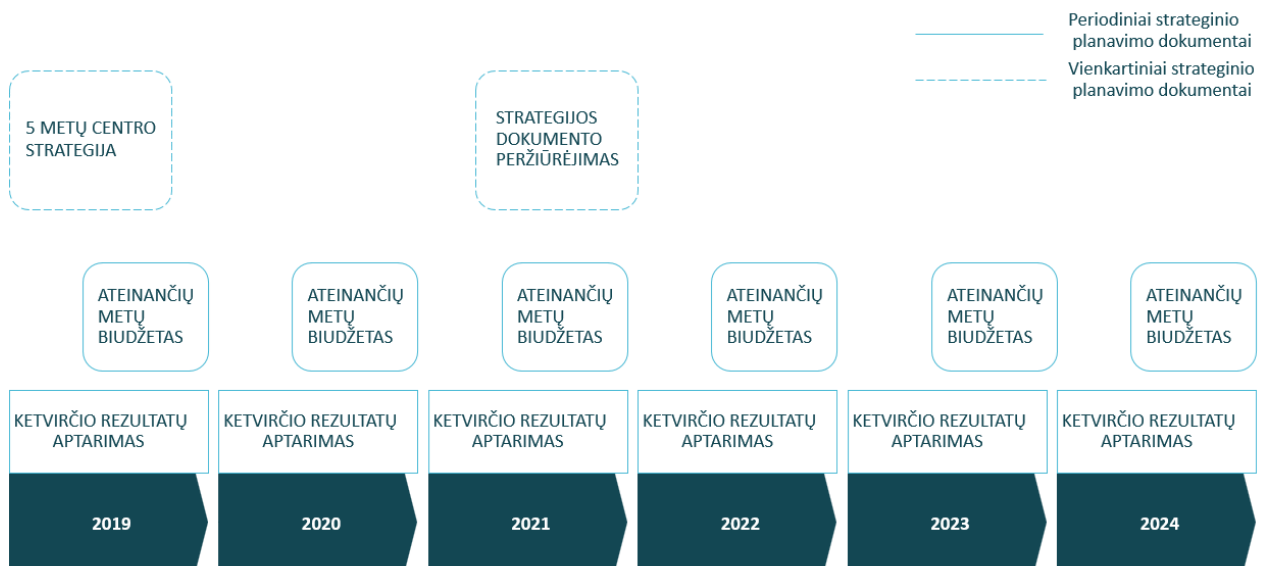 Periodiniai strateginio
planavimo dokumentai
Vienkartiniai strateginio
planavimo dokumentai
5 METŲ CENTRO
STRATEGIJA
STRATEGIJOS
DOKUMENTO
PERŽIŪRĖJIMAS
ATEINANČIŲ
METŲ
BIUDŽETAS
ATEINANČIŲ
METŲ
BIUDŽETAS
ATEINANČIŲ
METŲ
BIUDŽETAS
ATEINANČIŲ
METŲ
BIUDŽETAS
ATEINANČIŲ
METŲ
BIUDŽETAS
ATEINANČIŲ
METŲ
BIUDŽETAS
KETVIRČIO REZULTATŲ
APTARIMAS
KETVIRČIO REZULTATŲ
APTARIMAS
KETVIRČIO REZULTATŲ
APTARIMAS
KETVIRČIO REZULTATŲ
APTARIMAS
KETVIRČIO REZULTATŲ
APTARIMAS
KETVIRČIO REZULTATŲ
APTARIMAS
2019
2020
2021
2022
2023
2024